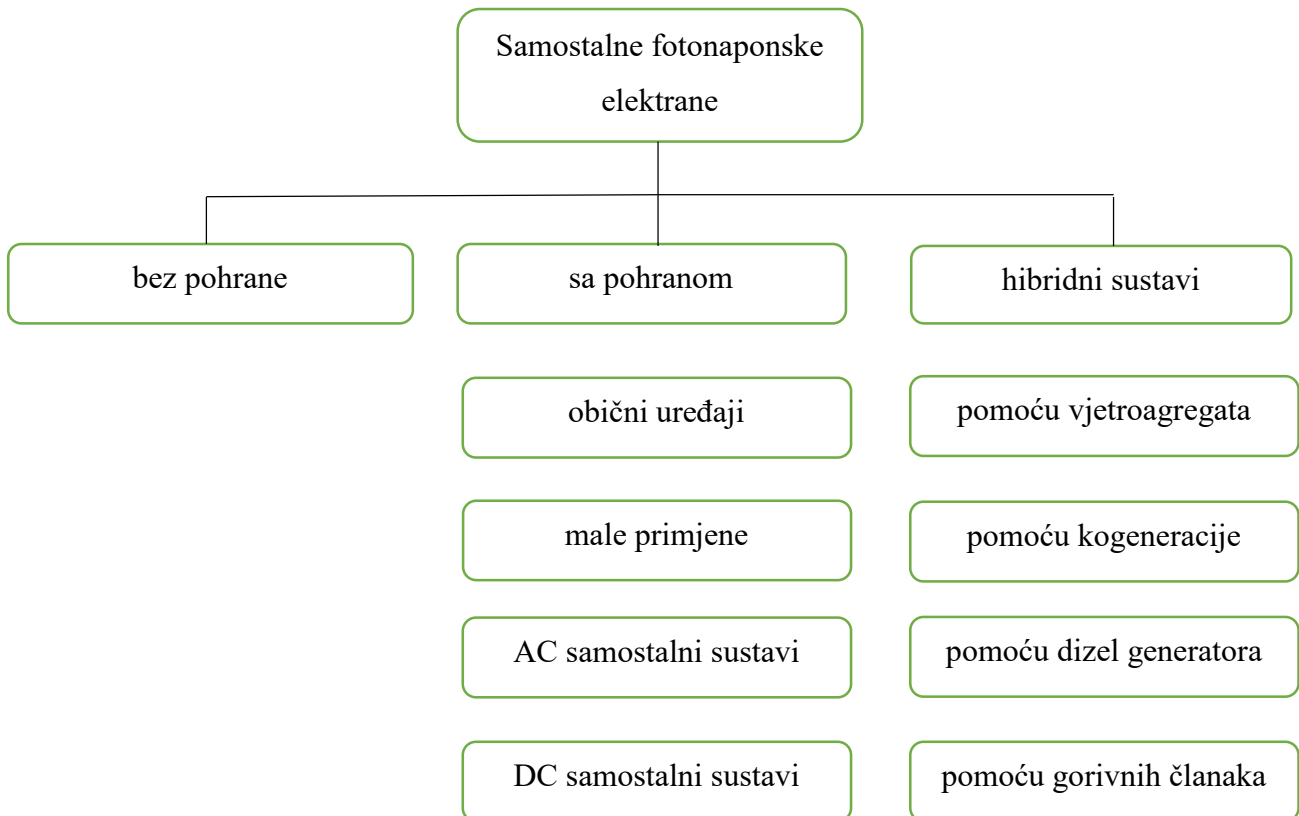 Samostalne fotonaponske
elektrane
bez pohrane
sa pohranom
hibridni sustavi
obični uređaji
pomoću vjetroagregata
male primjene
pomoću kogeneracije
AC samostalni sustavi
pomoću dizel generatora
DC samostalni sustavi
pomoću gorivnih članaka